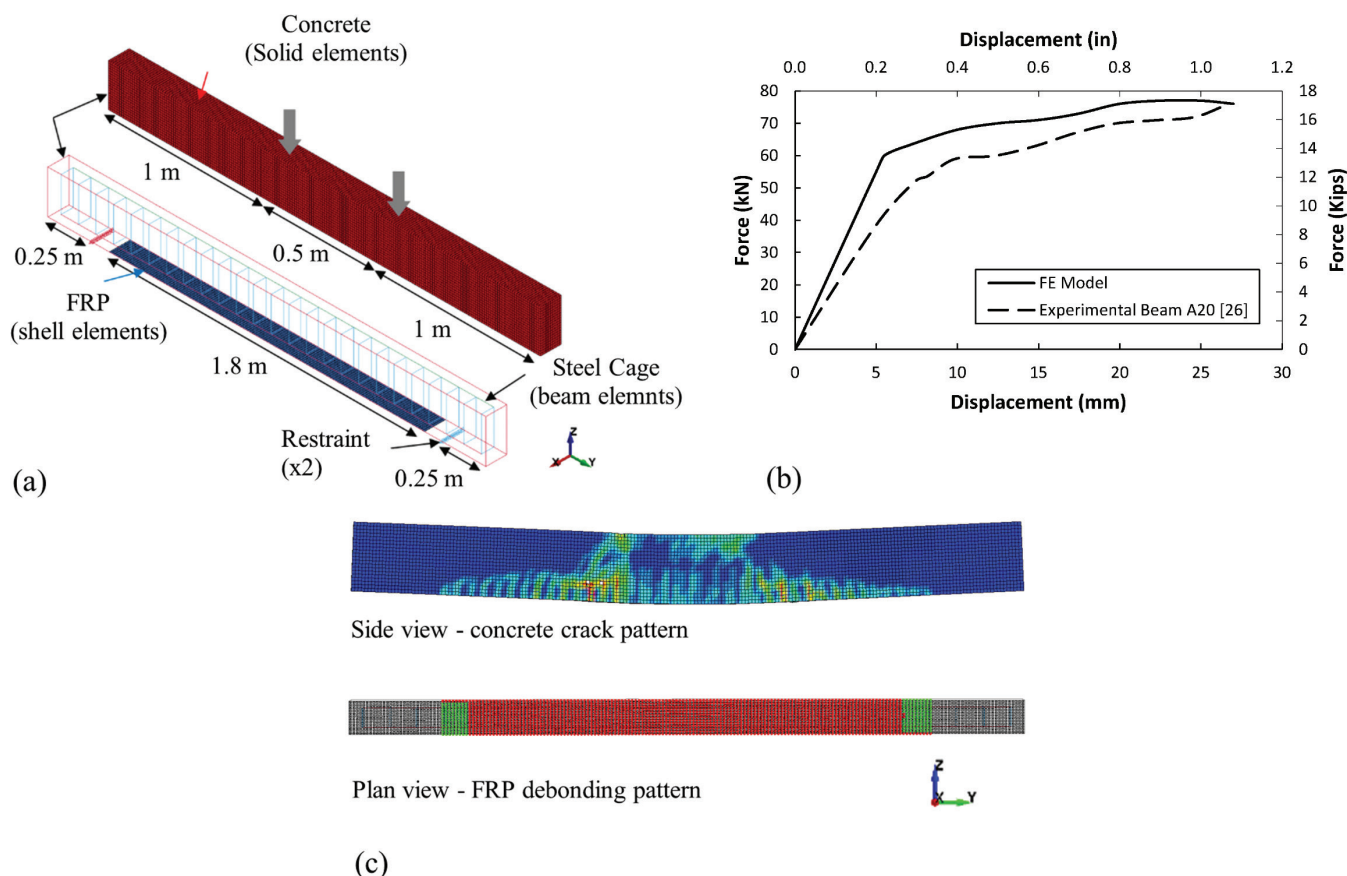 Concrete
(Solid elements)
1 m
0.5 m
1 m
0.25 m
FRP
(shell elements)
1.8 m
Steel Cage
(beam elemnts)
Restraint
(x2)
0.25 m
Z
X
Y
(a)
Displacement (in)
0.0 0.2 0.4 0.6 0.8 1.0 1.2
80 18
70 16
60 14
50 12
40 10
30 8
20 6
10 4
0 2
0
Force (kN)
Force (Kips)
FE Model
Experimental Beam A20 [26]
0 5 10 15 20 25 30
Displacement (mm)
(b)
Side view - concrete crack pattern
Plan view - FRP debonding pattern
Z
X
Y
(c)